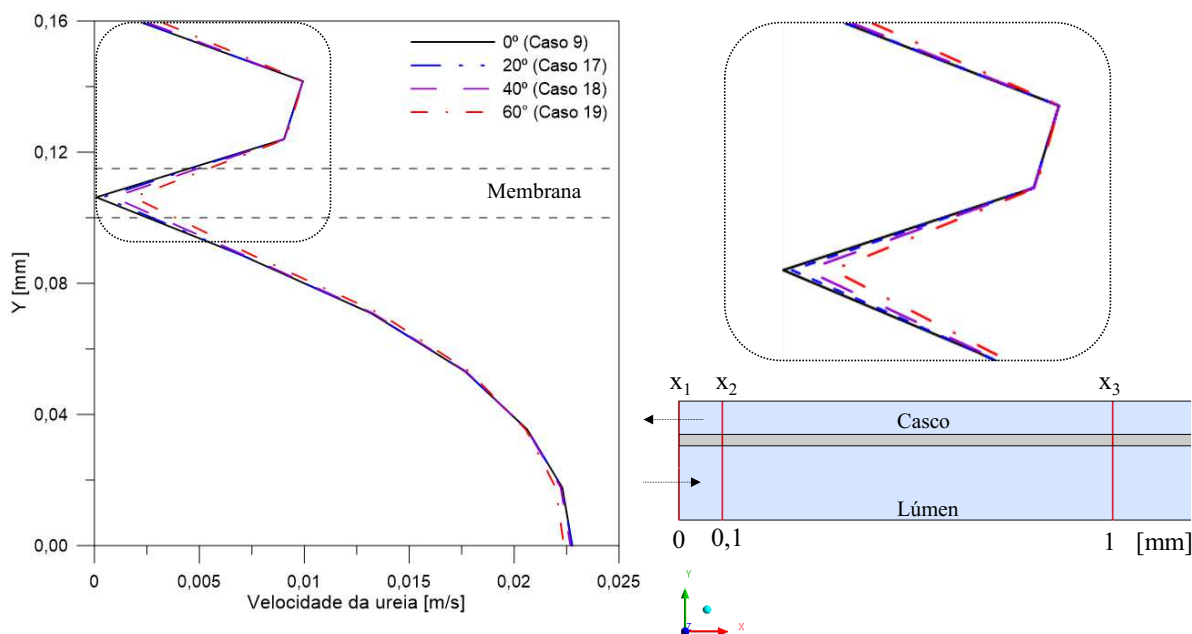 0,16
0,12
0,08
0,04
0,00
Y [mm]
0º (Caso 9)
20º (Caso 17)
40º (Caso 18)
60° (Caso 19)
Membrana
0
0,005
0,01
0,015
0,02
0,025
Velocidade da ureia [m/s]
x1 x2 x3
Casco
Lúmen
0 0,1 1 [mm]
Y
Z
X